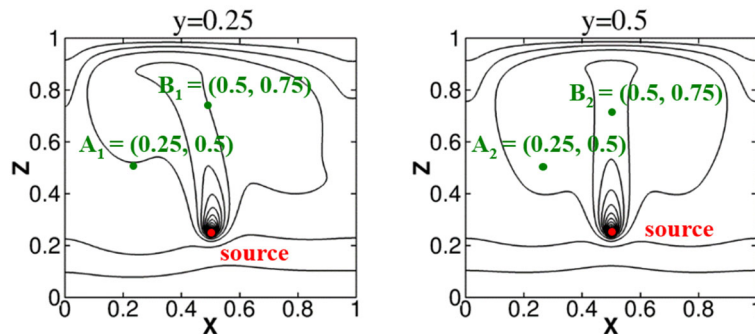 y=0.25
1
0.8
0.6
0.4
0.2
0
Z
B₁ = (0.5, 0.75)
A₁ = (0.25, 0.5)
source
0 0.2 0.4 0.6 0.8 1
X
y=0.5
1
0.8
0.6
0.4
0.2
0
Z
B₂ = (0.5, 0.75)
A₂ = (0.25, 0.5)
source
0 0.2 0.4 0.6 0.8 1
X